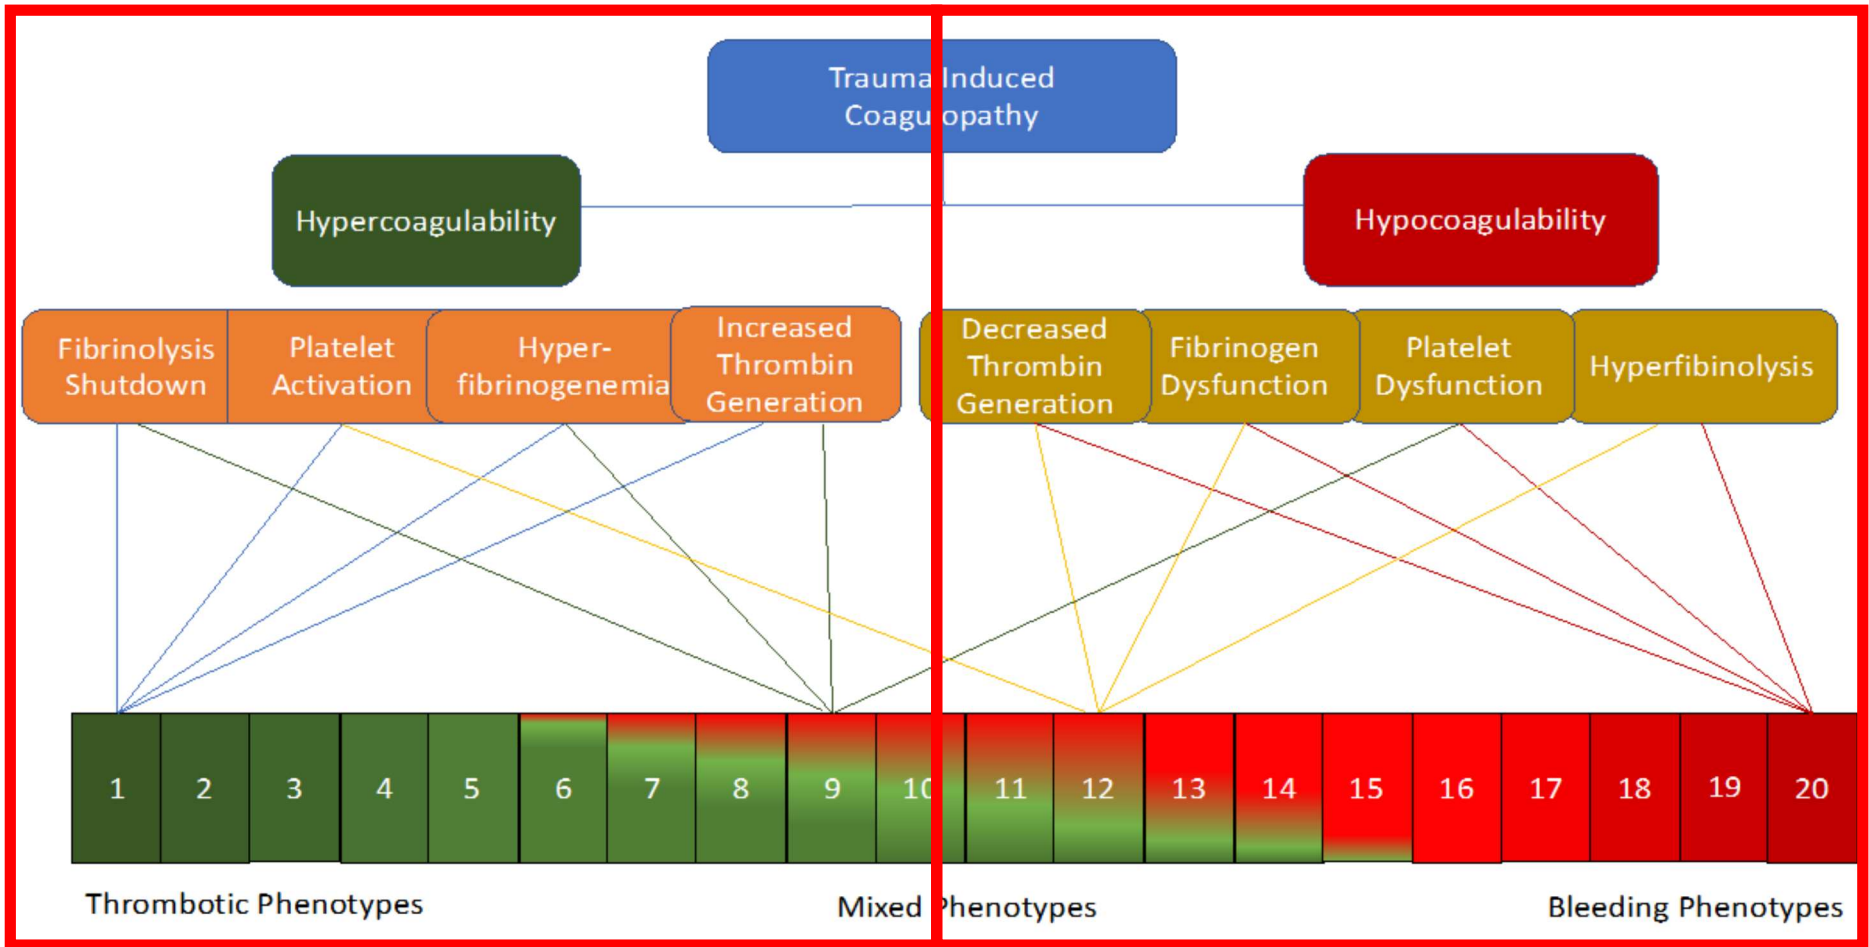 Trauma Induced
Coagulopathy
Hypercoagulability
Hypocoagulability
Fibrinolysis
Shutdown
Platelet
Activation
Hyper-
fibrinogenemia
Increased
Thrombin
Generation
Decreased
Thrombin
Generation
Fibrinogen
Dysfunction
Platelet
Dysfunction
Hyperfibinolysis
1 2 3 4 5 6 7 8 9 10 11 12 13 14 15 16 17 18 19 20
Thrombotic Phenotypes
Mixed Phenotypes
Bleeding Phenotypes